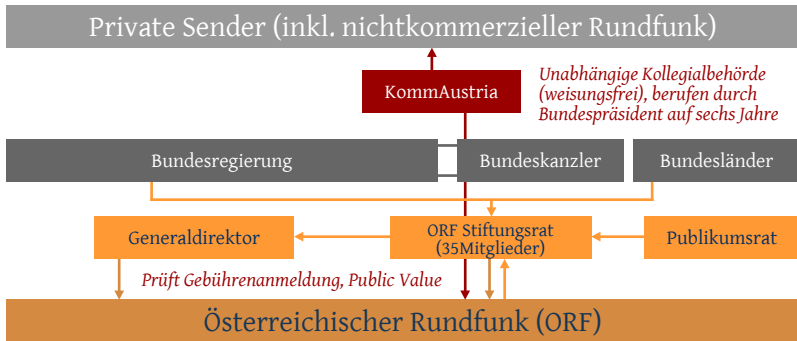 Private Sender (inkl. nichtkommerzieller Rundfunk)
KommAustria
Unabhängige Kollegialbehörde
(weisungsfrei), berufen durch
Bundespräsident auf sechs Jahre
Bundesregierung
Bundeskanzler
Bundesländer
Generaldirektor
ORF Stiftungsrat
(35Mitglieder)
Publikumsrat
Prüft Gebührenanmeldung, Public Value
Österreichischer Rundfunk (ORF)